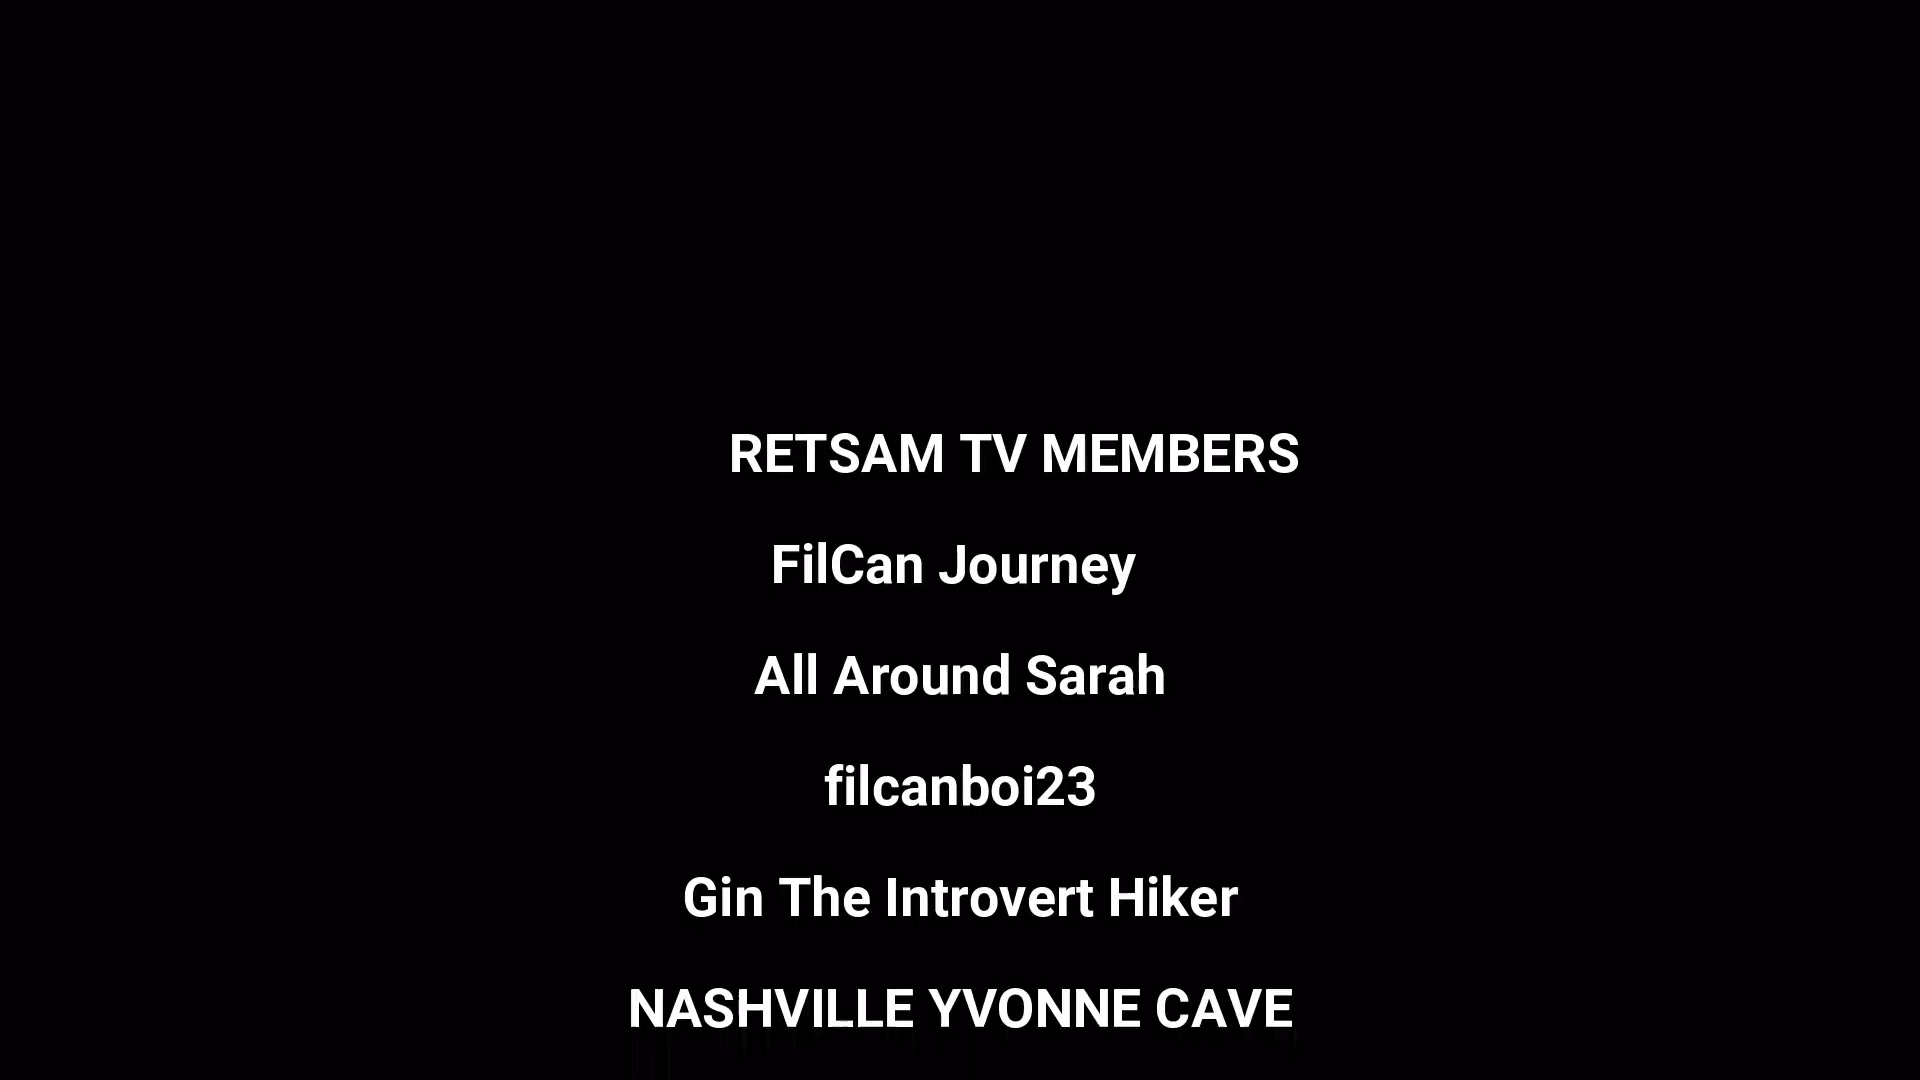 RETSAM TV MEMBERS
FilCan Journey
All Around Sarah
filcanboi23
Gin The Introvert Hiker
NASHVILLE YVONNE CAVE